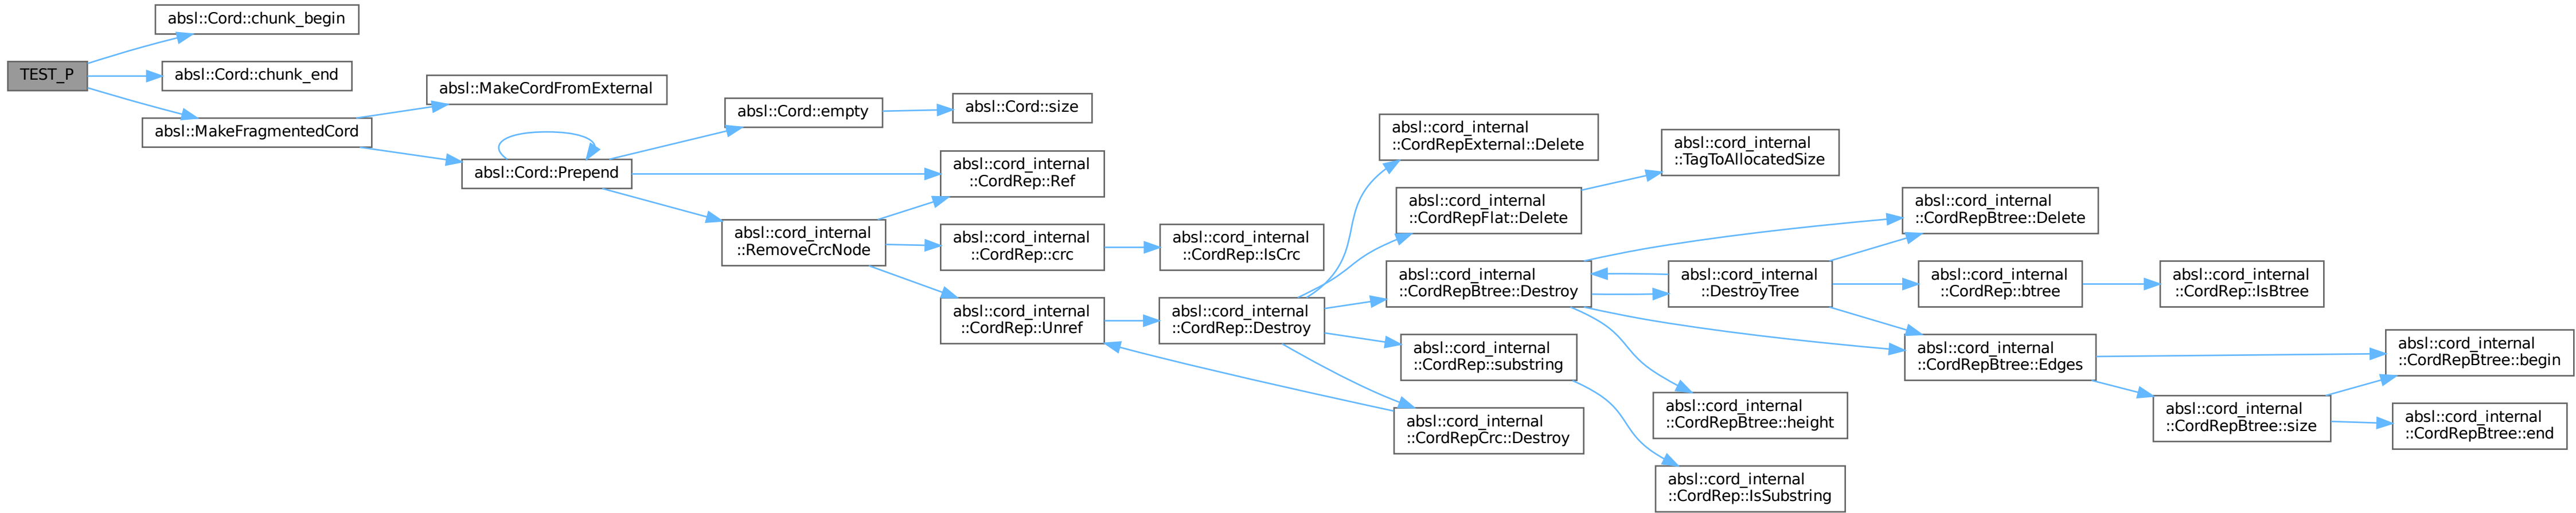 TEST_P
absl::Cord::chunk_begin
absl::Cord::chunk_end
absl::MakeFragmentedCord
absl::MakeCordFromExternal
absl::Cord::Prepend
absl::Cord::empty
absl::Cord::size
absl::cord_internal
::CordRep::Ref
absl::cord_internal
::RemoveCrcNode
absl::cord_internal
::CordRep::crc
absl::cord_internal
::CordRep::IsCrc
absl::cord_internal
::CordRep::Unref
absl::cord_internal
::CordRep::Destroy
absl::cord_internal
::CordRepExternal::Delete
absl::cord_internal
::CordRepFlat::Delete
absl::cord_internal
::TagToAllocatedSize
absl::cord_internal
::CordRepBtree::Destroy
absl::cord_internal
::CordRep::substring
absl::cord_internal
::CordRepCrc::Destroy
absl::cord_internal
::DestroyTree
absl::cord_internal
::CordRepBtree::height
absl::cord_internal
::CordRep::IsSubstring
absl::cord_internal
::CordRepBtree::Delete
absl::cord_internal
::CordRep::btree
absl::cord_internal
::CordRep::IsBtree
absl::cord_internal
::CordRepBtree::Edges
absl::cord_internal
::CordRepBtree::size
absl::cord_internal
::CordRepBtree::begin
absl::cord_internal
::CordRepBtree::end